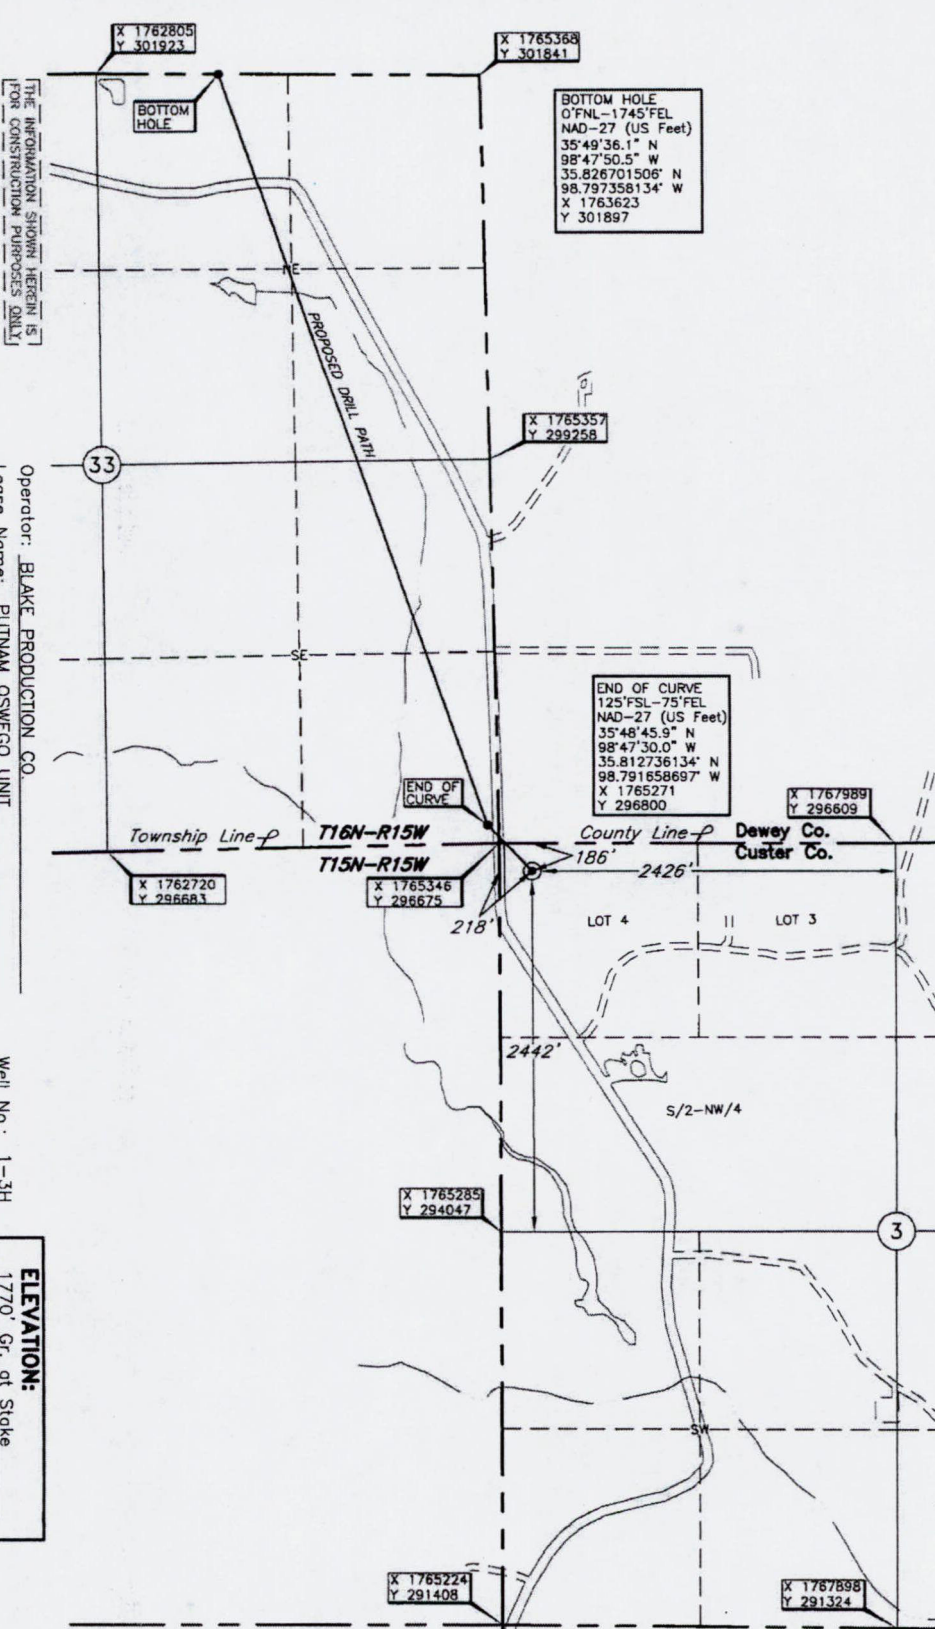 X 1762805
Y 301923
X 1765368
Y 301841
BOTTOM
HOLE
BOTTOM HOLE
0'FNL-1745'FEL
NAD-27 (US Feet)
35°49'36.1" N
98°47'50.5" W
35.826701506° N
98.797358134° W
X 1763623
Y 301897
THE INFORMATION SHOWN HEREIN IS
FOR CONSTRUCTION PURPOSES ONLY
NE
PROPOSED DRILL PATH
X 1765357
Y 299258
33
Operator: BLAKE PRODUCTION CO.
Lease Name: PUTNAM OSWEGO UNIT
SE
END OF CURVE
125'FSL-75'FEL
NAD-27 (US Feet)
35°48'45.9" N
98°47'30.0" W
35.812736134° N
98.791658697° W
X 1765271
Y 296800
END OF
CURVE
X 1767989
Y 296609
Township Line
T16N-R15W
County Line
Dewey Co.
T15N-R15W
Custer Co.
186'
2426'
X 1762720
Y 296683
X 1765346
Y 296675
218'
LOT 4
LOT 3
2442'
Well No.: 1-3H
S/2-NW/4
X 1765285
Y 294047
3
ELEVATION:
1770' Gr. at Stake
SW
X 1765224
Y 291408
X 1767898
Y 291324